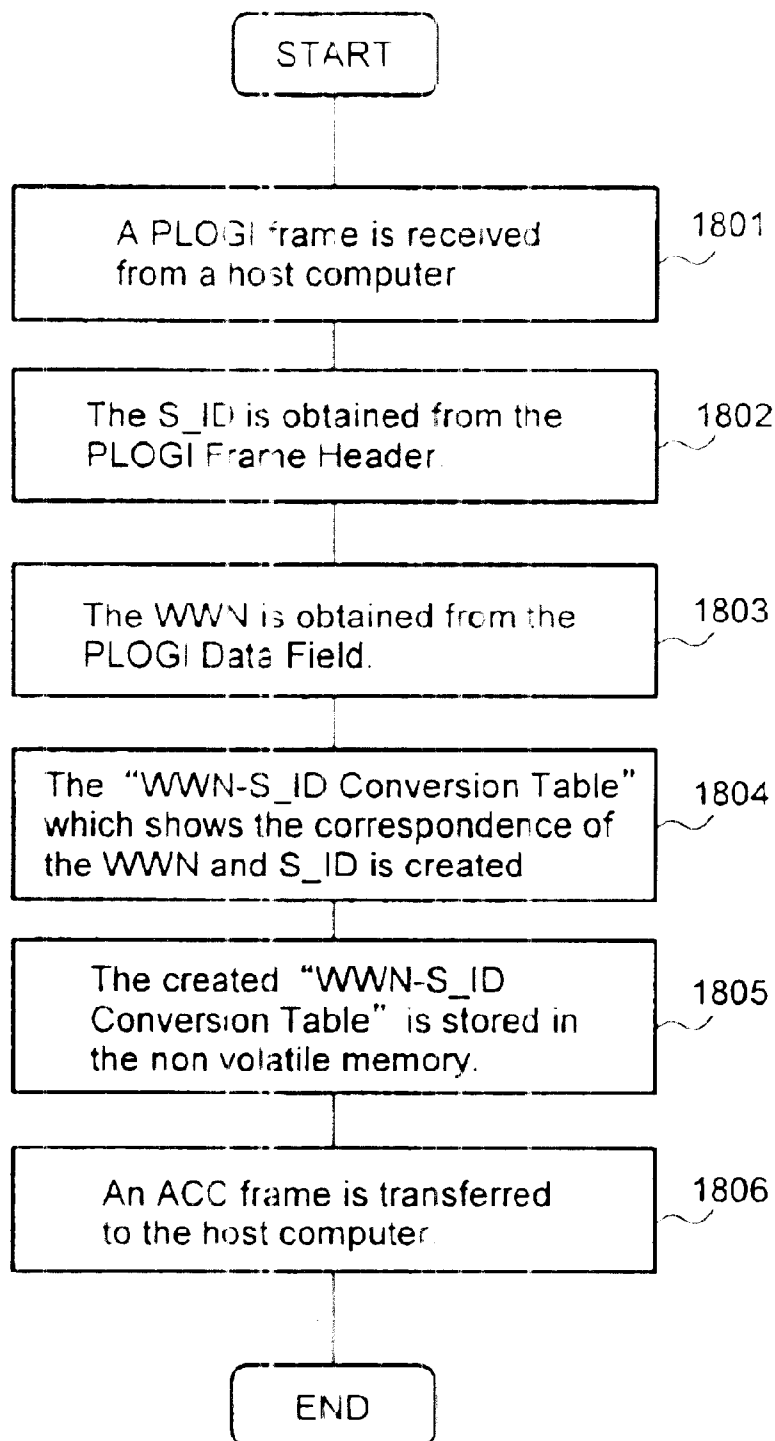 START
A PLOGI frame is received
from a host computer
1801
The S_ID is obtained from the
PLOGI Frame Header.
1802
The WWN is obtained from the
PLOGI Data Field.
1803
The "WWN-S_ID Conversion Table"
which shows the correspondence of
the WWN and S_ID is created
1804
The created "WWN-S_ID
Conversion Table" is stored in
the non volatile memory.
1805
An ACC frame is transferred
to the host computer
1806
END